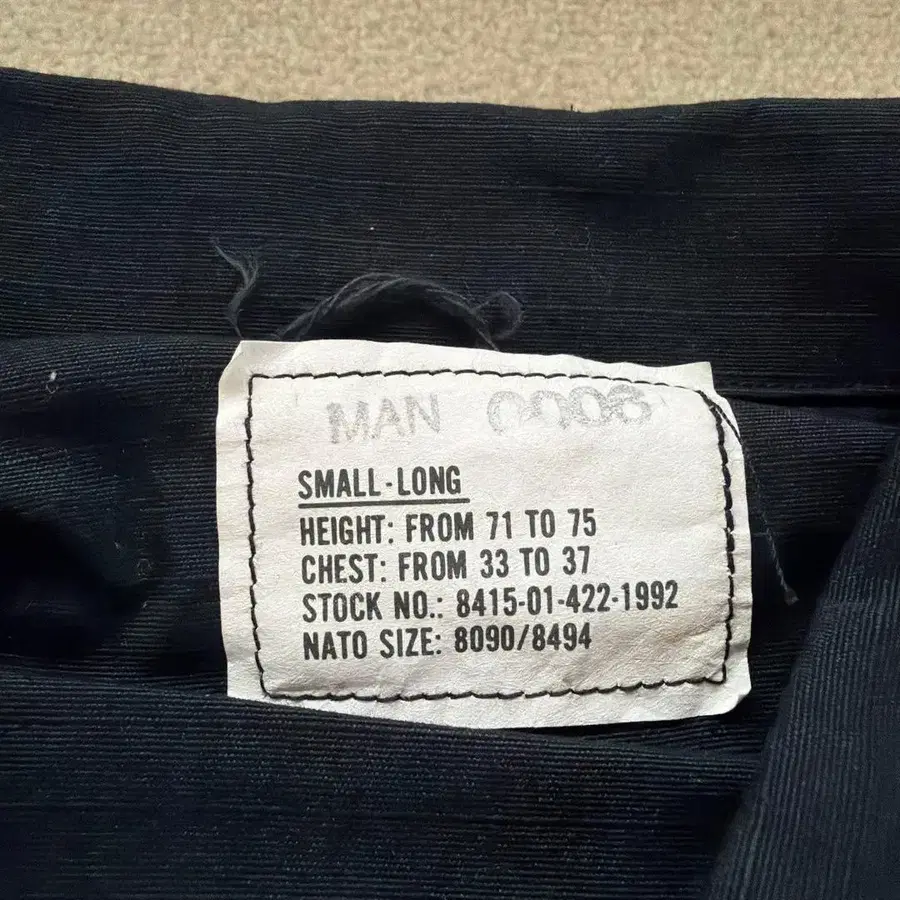 MAN 0008
SMALL-LONG
HEIGHT: FROM 71 TO 75
CHEST: FROM 33 TO 37
STOCK NO.: 8415-01-422-1992
NATO SIZE: 8090/8494